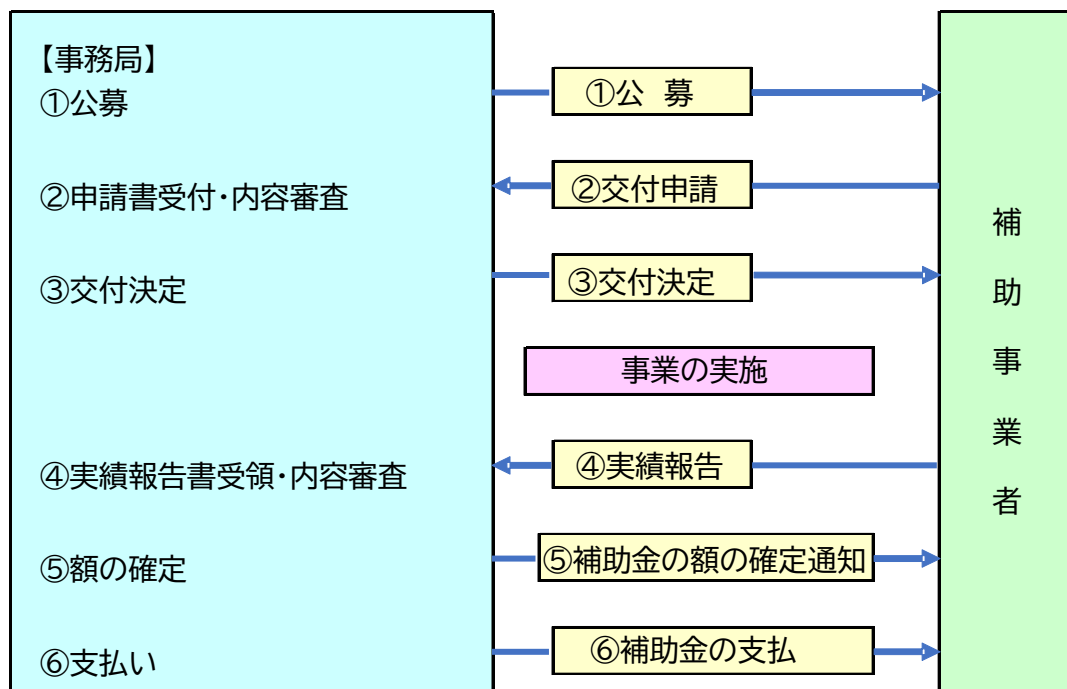 【事務局】
①公募
②申請書受付・内容審査
③交付決定
④実績報告書受領・内容審査
⑤額の確定
⑥支払い
①公 募
②交付申請
③交付決定
事業の実施
④実績報告
⑤補助金の額の確定通知
⑥補助金の支払
補助事業者